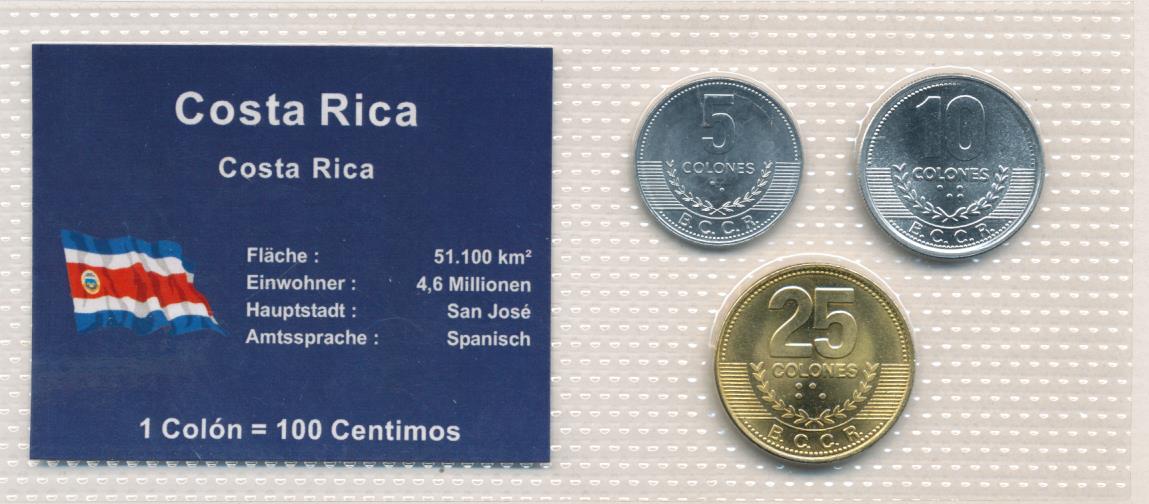 Costa Rica
Costa Rica
Fläche : 51.100 km²
Einwohner : 4,6 Millionen
Hauptstadt : San José
Amtssprache : Spanisch
1 Colón = 100 Centimos
5
COLONES
B. C. C. R.
10
COLONES
B. C. C. R.
25
COLONES
B. C. C. R.